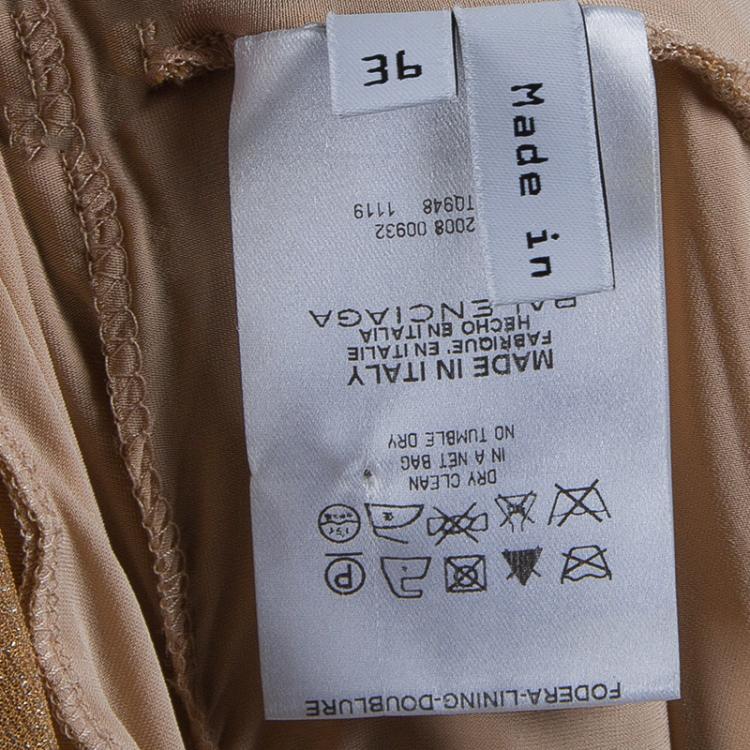 FODERA-LINING-DOUBLURE
P
DRY CLEAN
IN A NET BAG
NO TUMBLE DRY
MADE IN ITALY
FABRIQUE' EN ITALIE
HECHO EN ITALIA
BALENCIAGA
2008 00932
TQ948 1119
Made in